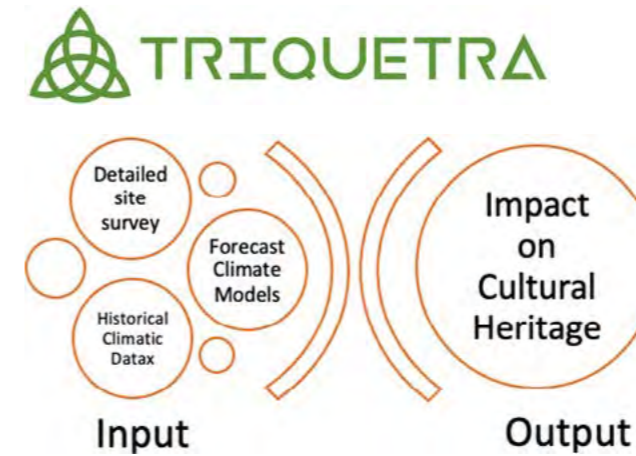 TRIQUETRA
Detailed
site
survey
Forecast
Climate
Models
Historical
Climatic
Datax
Impact
on
Cultural
Heritage
Input
Output